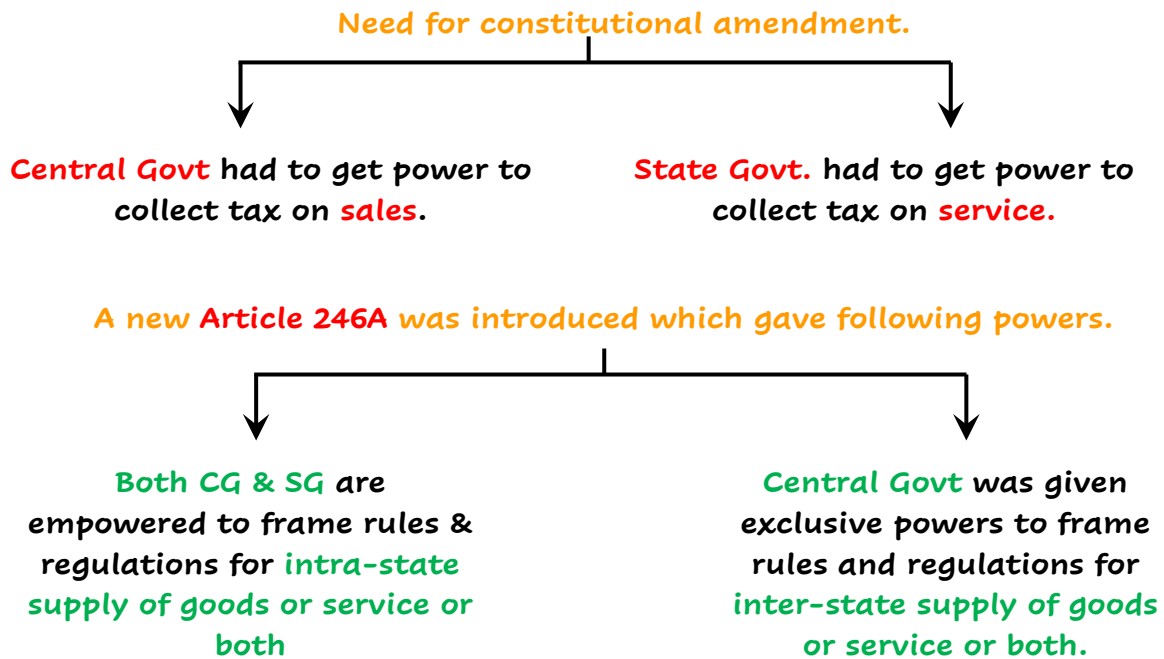 Need for constitutional amendment.
Central Govt had to get power to
collect tax on sales.
State Govt. had to get power to
collect tax on service.
A new Article 246A was introduced which gave following powers.
Both CG & SG are
empowered to frame rules &
regulations for intra-state
supply of goods or service or
both
Central Govt was given
exclusive powers to frame
rules and regulations for
inter-state supply of goods
or service or both.